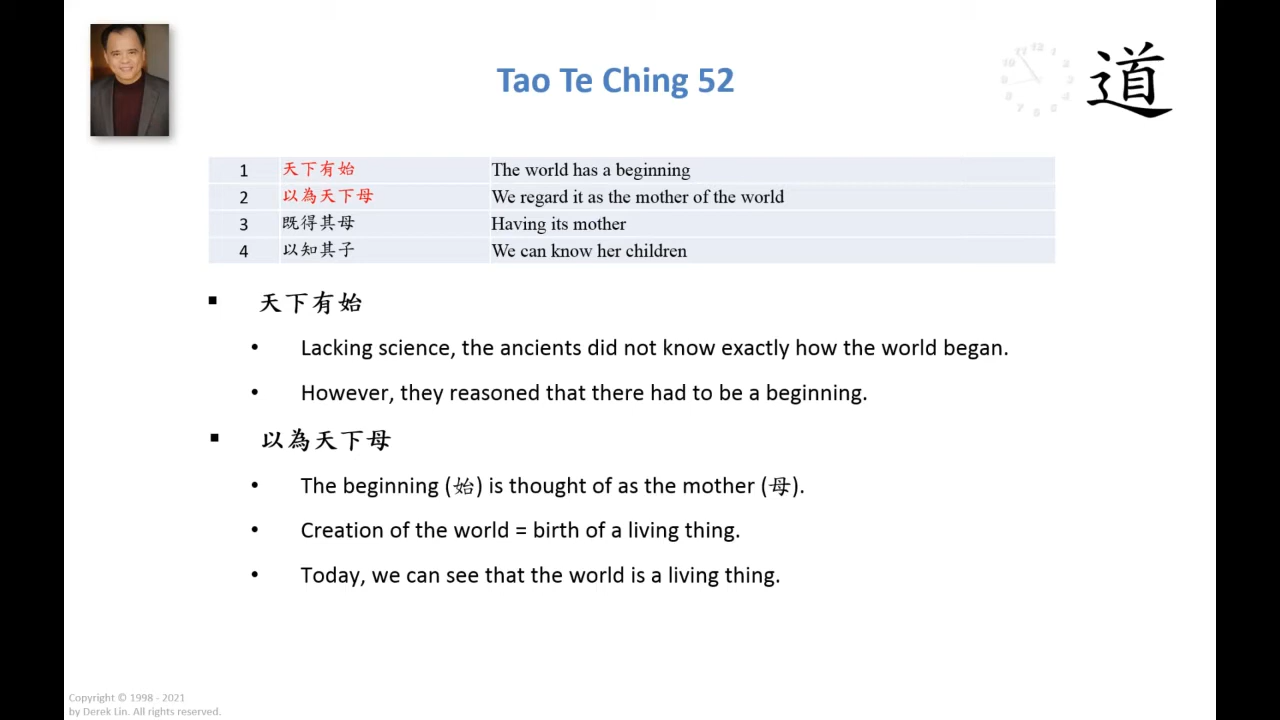 Tao Te Ching 52
道
1 天下有始 The world has a beginning
2 以為天下母 We regard it as the mother of the world
3 既得其母 Having its mother
4 以知其子 We can know her children
▪ 天下有始
• Lacking science, the ancients did not know exactly how the world began.
• However, they reasoned that there had to be a beginning.
▪ 以為天下母
• The beginning (始) is thought of as the mother (母).
• Creation of the world = birth of a living thing.
• Today, we can see that the world is a living thing.
Copyright © 1998 - 2021
by Derek Lin. All rights reserved.